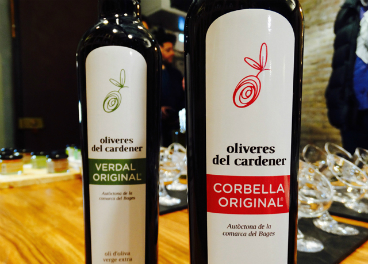 oliveres
del cardener
VERDAL
ORIGINAL®
Autòctona de la
comarca del Bages
oli d'oliva
verge extra
oliveres
del cardener
CORBELLA
ORIGINAL®
Autòctona de la
comarca del Bages